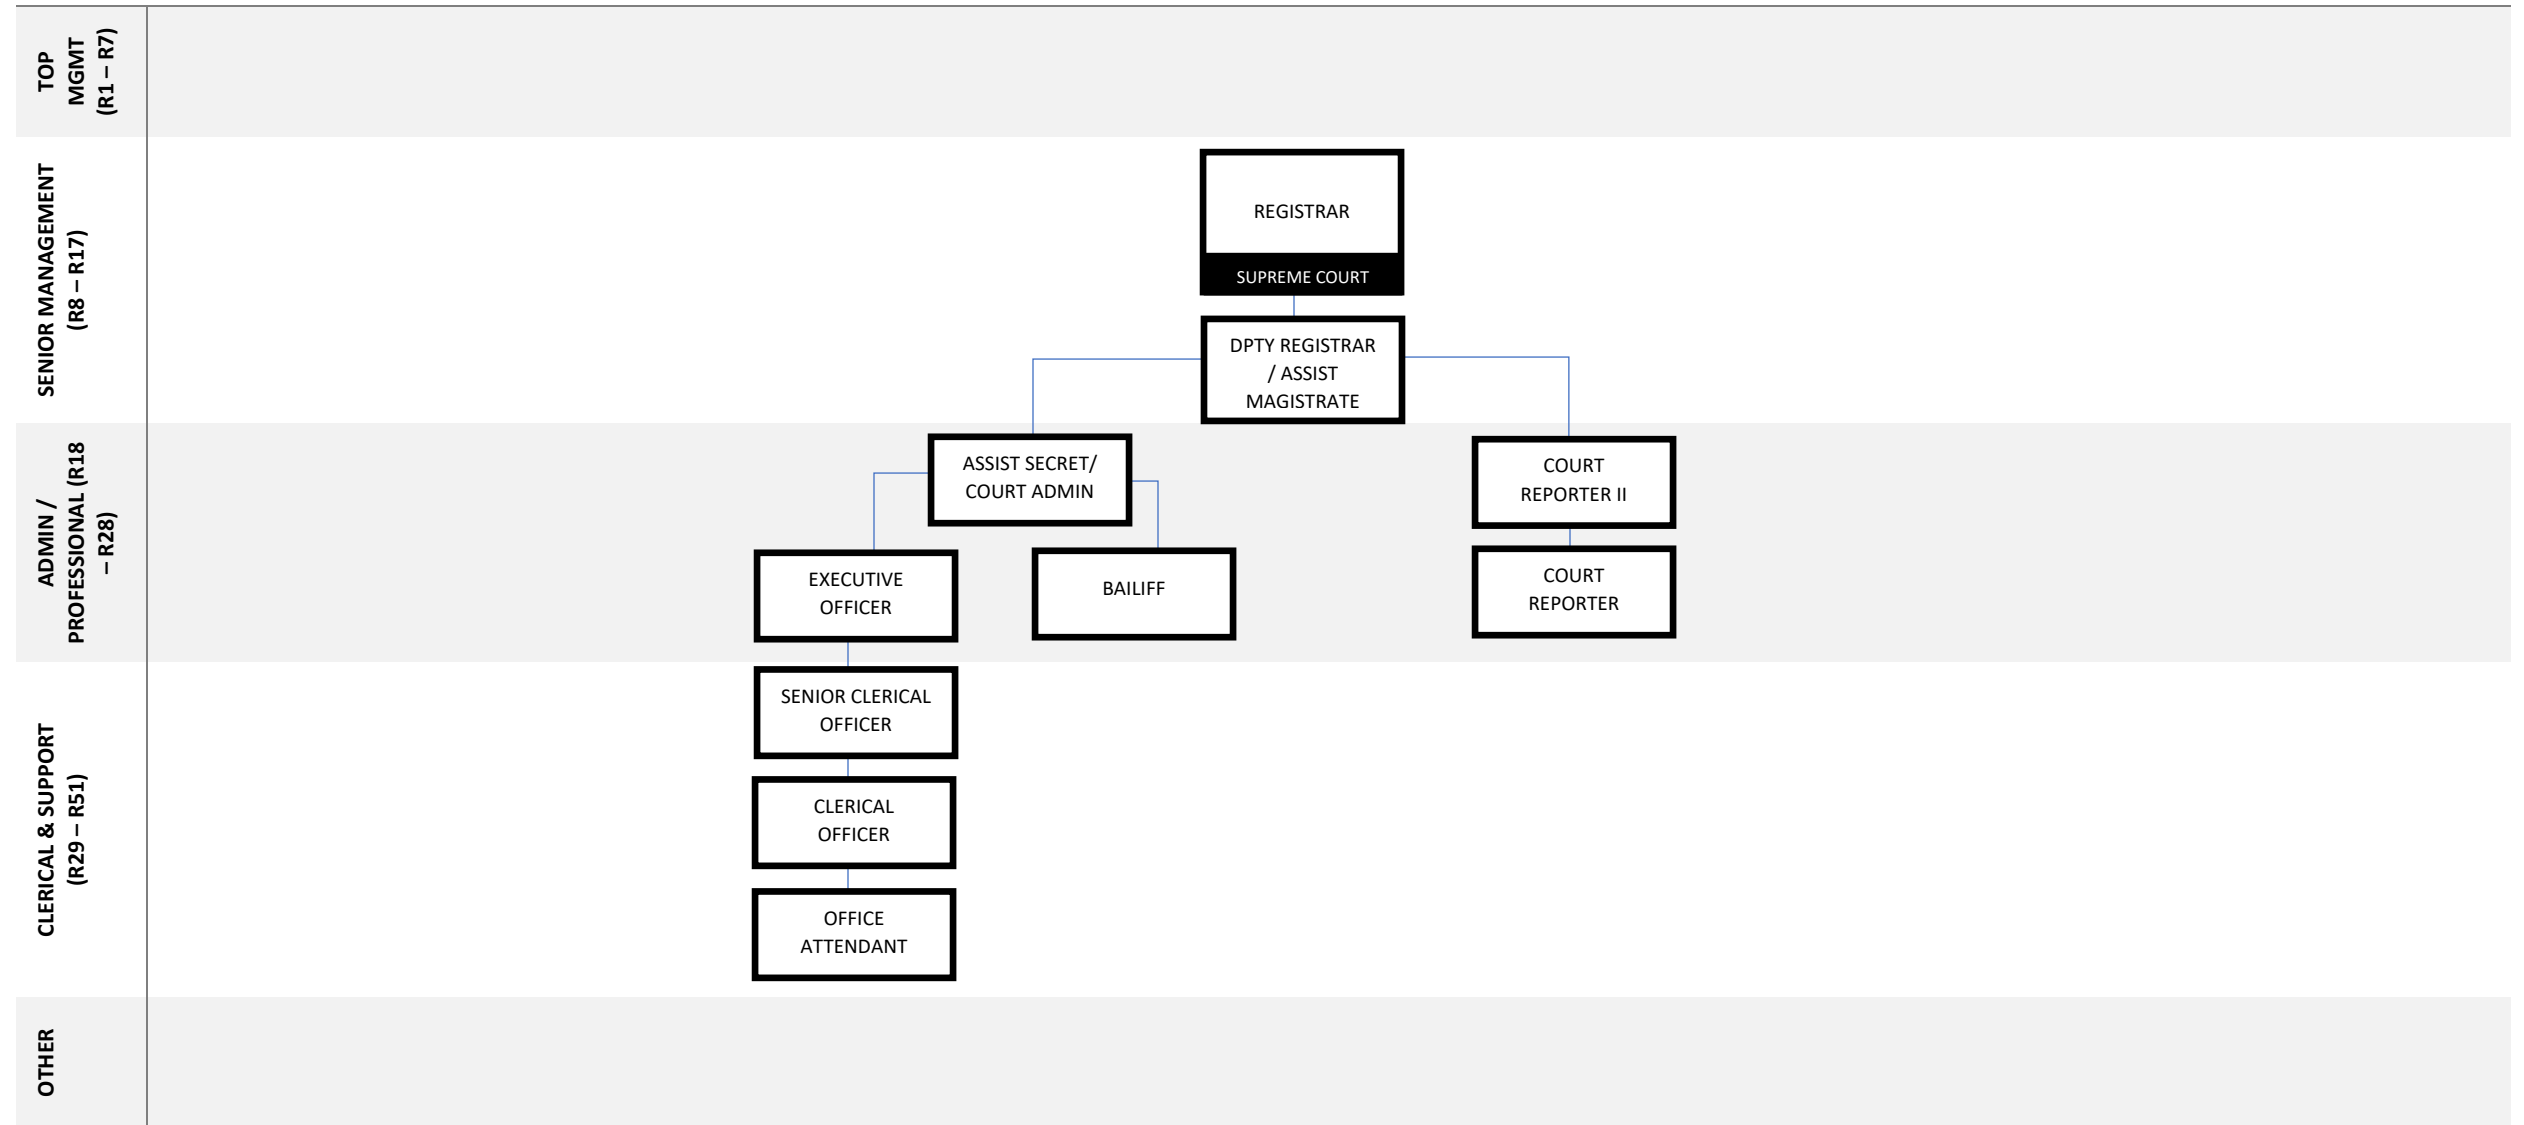 TOP
MGMT
(R1 – R7)
SENIOR MANAGEMENT
(R8 – R17)
REGISTRAR
SUPREME COURT
DPTY REGISTRAR
/ ASSIST
MAGISTRATE
ADMIN /
PROFESSIONAL (R18
– R28)
ASSIST SECRET/
COURT ADMIN
COURT
REPORTER II
EXECUTIVE
OFFICER
BAILIFF
COURT
REPORTER
CLERICAL & SUPPORT
(R29 – R51)
SENIOR CLERICAL
OFFICER
CLERICAL
OFFICER
OFFICE
ATTENDANT
OTHER